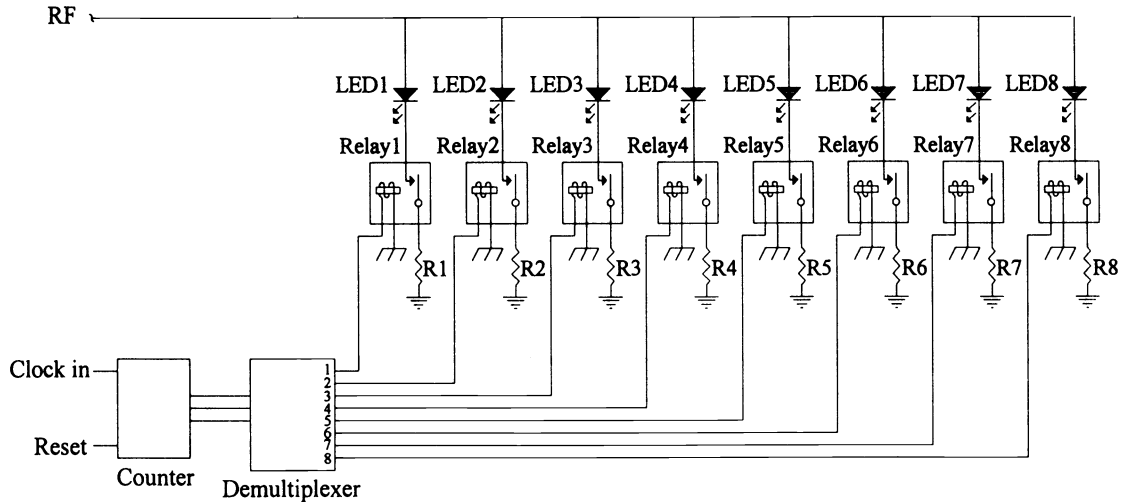 RF
LED1 LED2 LED3 LED4 LED5 LED6 LED7 LED8
Relay1 Relay2 Relay3 Relay4 Relay5 Relay6 Relay7 Relay8
R1 R2 R3 R4 R5 R6 R7 R8
Clock in
1
2
3
4
5
6
7
8
Reset
Counter
Demultiplexer